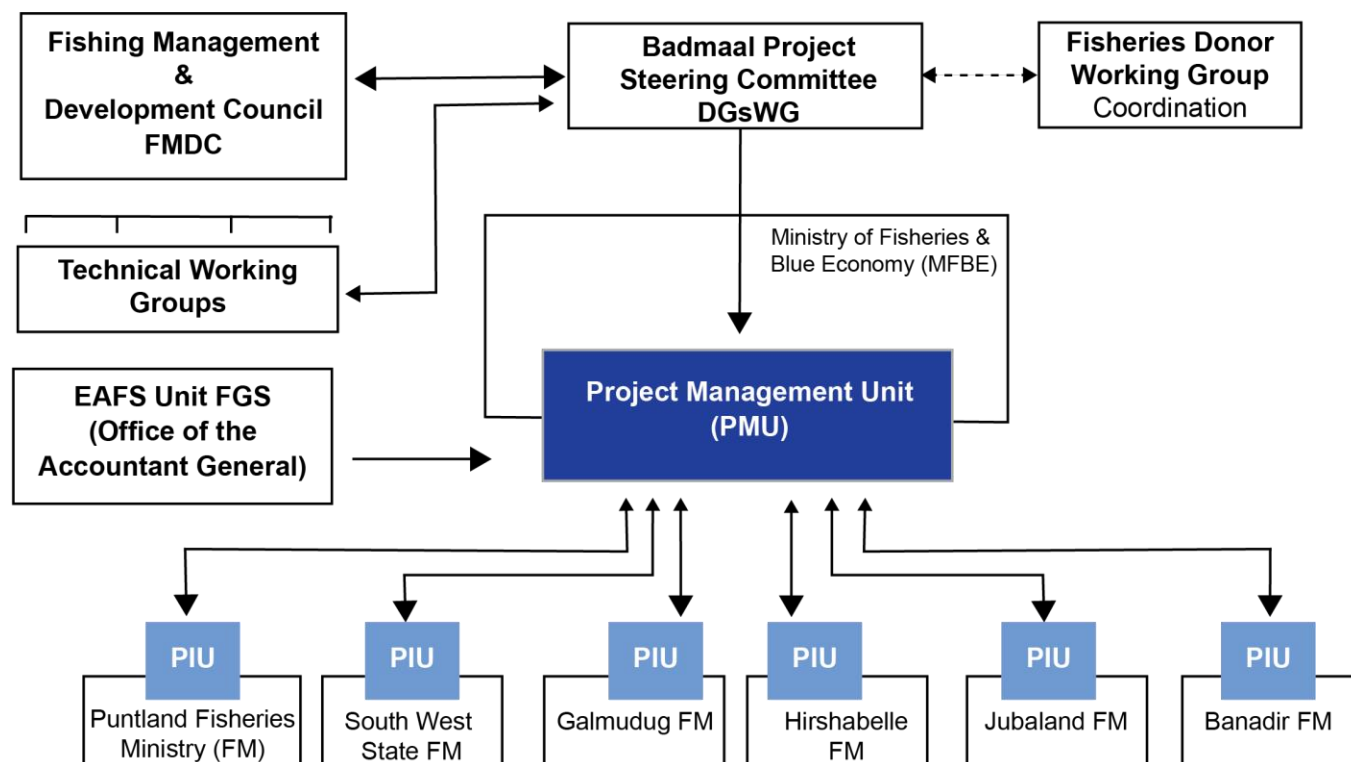 Fishing Management
&
Development Council
FMDC
Badmaal Project
Steering Committee
DGsWG
Fisheries Donor
Working Group
Coordination
Technical Working
Groups
Ministry of Fisheries &
Blue Economy (MFBE)
EAFS Unit FGS
(Office of the
Accountant General)
Project Management Unit
(PMU)
PIU
Puntland Fisheries
Ministry (FM)
PIU
South West
State FM
PIU
Galmudug FM
PIU
Hirshabelle
FM
PIU
Jubaland FM
PIU
Banadir FM